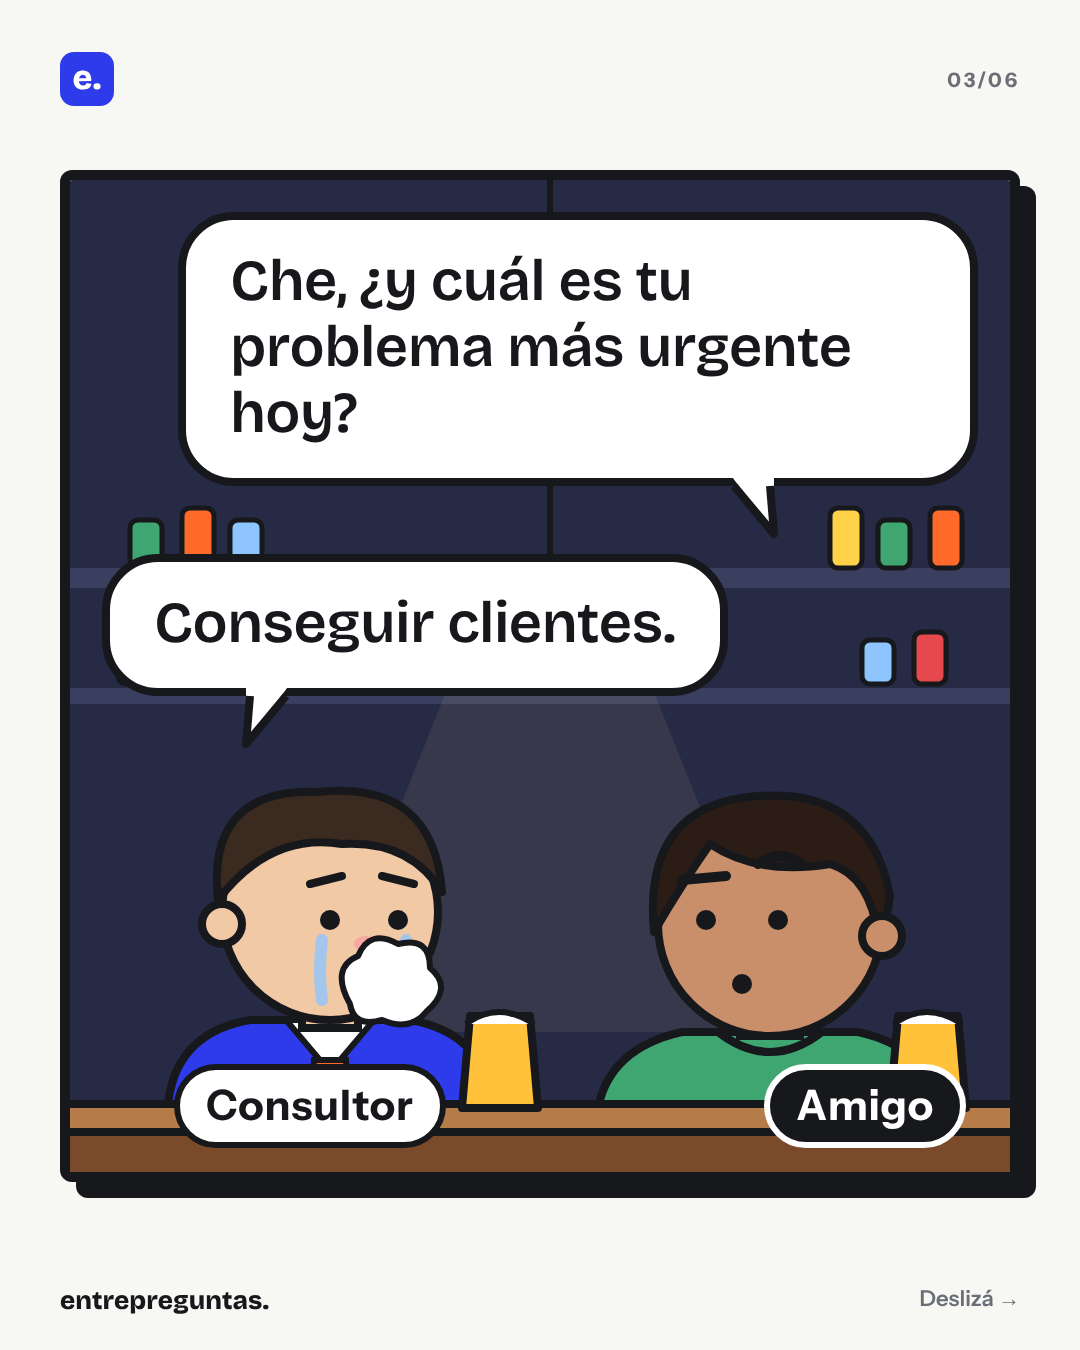 e.
03/06
Che, ¿y cuál es tu
problema más urgente
hoy?
Conseguir clientes.
Consultor
Amigo
entrepreguntas.
Deslizá →